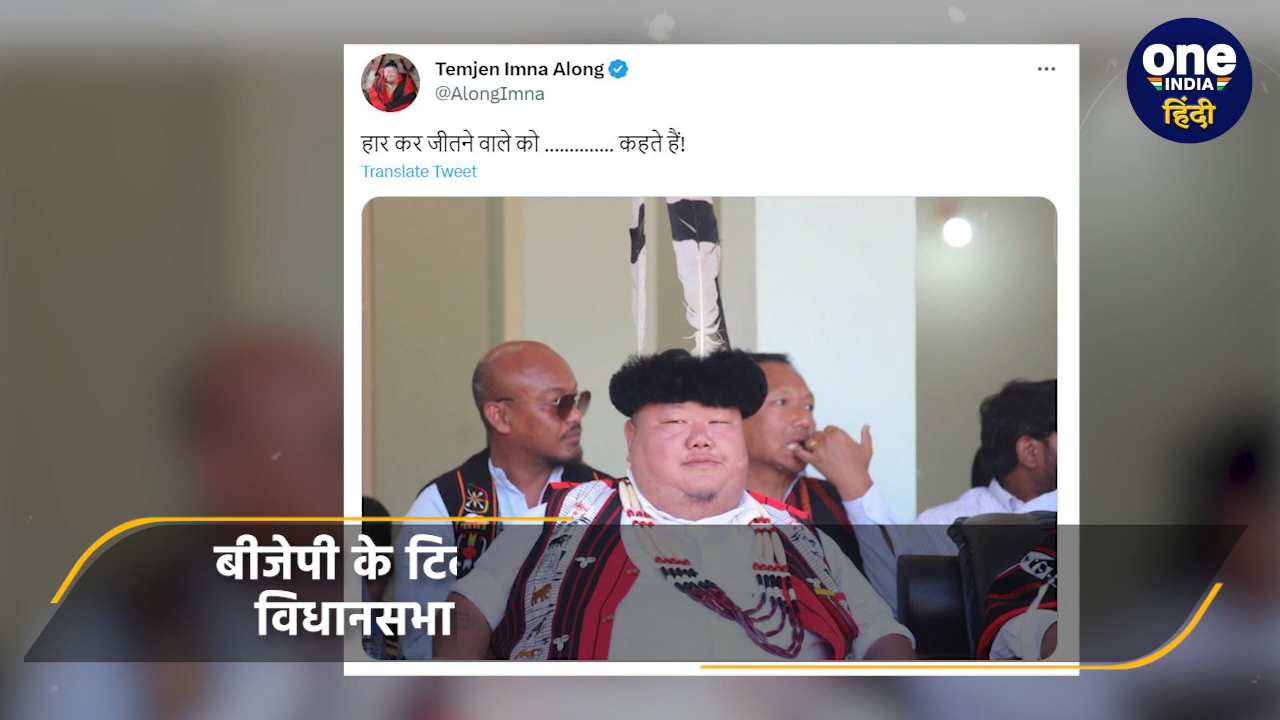 Temjen Imna Along
@AlongImna
हार कर जीतने वाले को .............. कहते हैं!
Translate Tweet
one
INDIA
हिंदी
बीजेपी के
विधानसभा